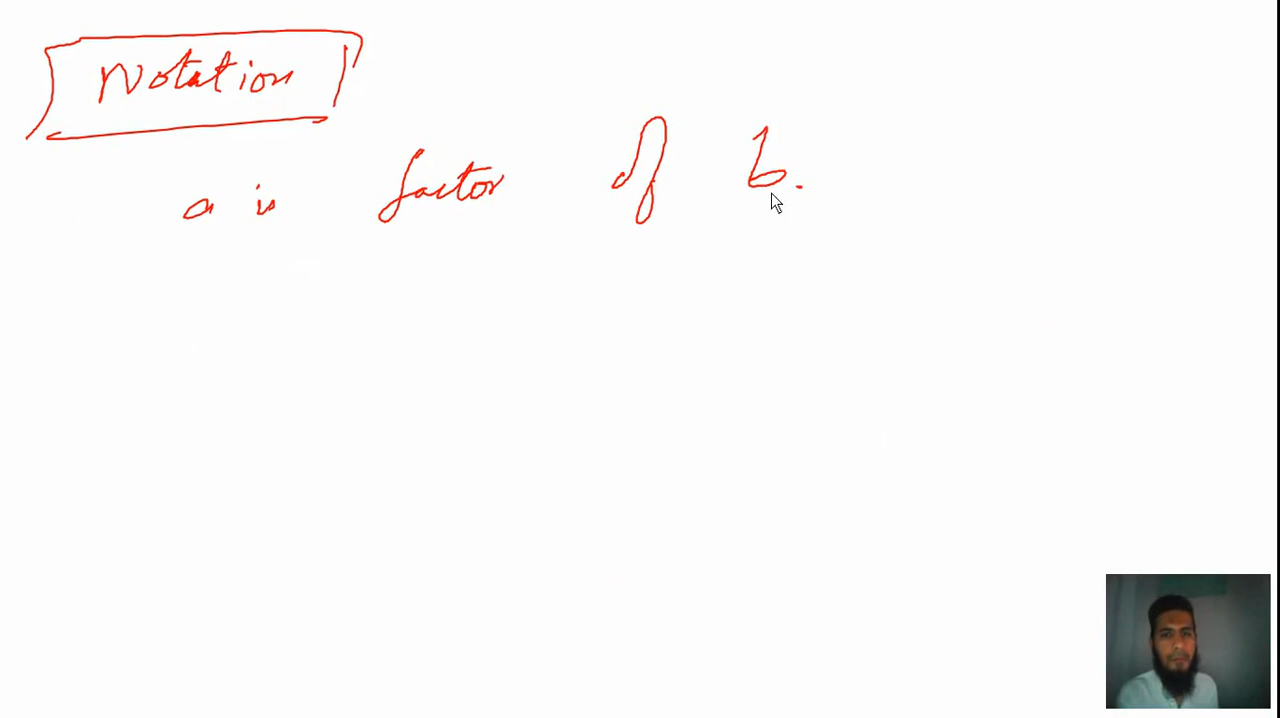 Notation
a is factor of b.